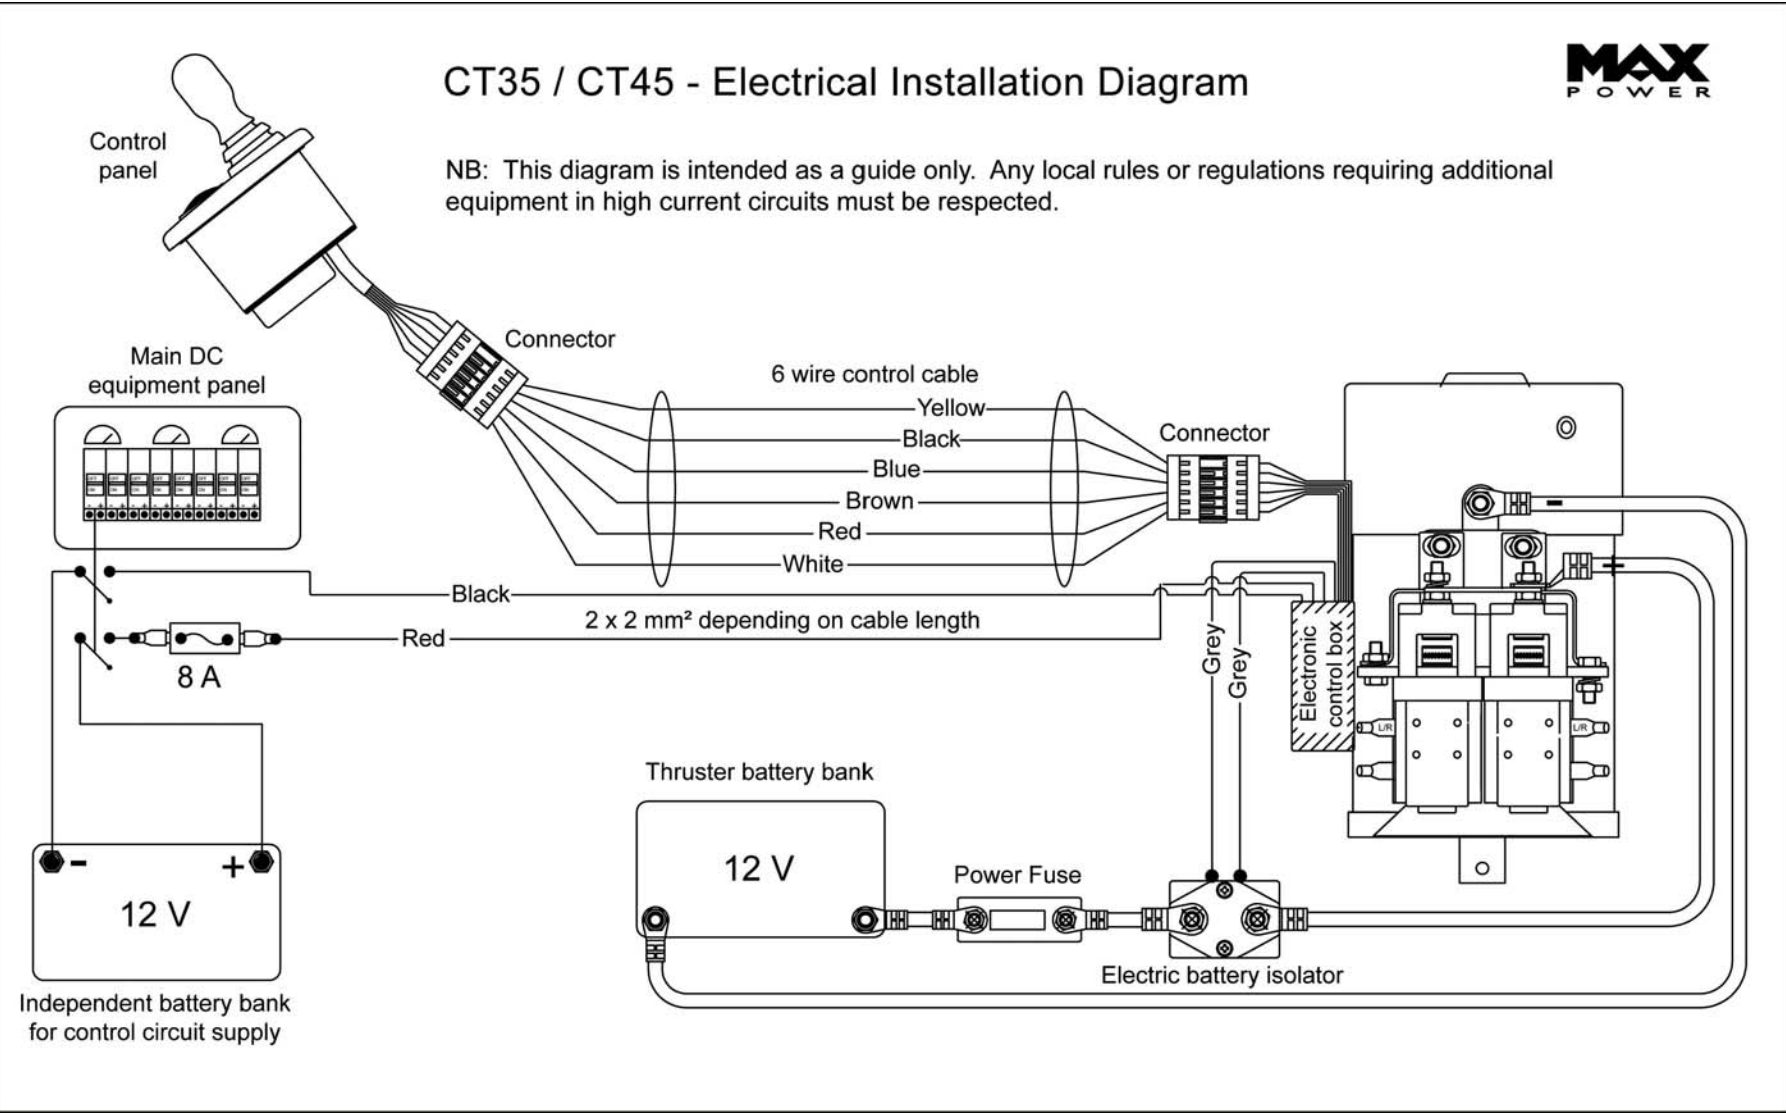 CT35 / CT45 - Electrical Installation Diagram
MAX
POWER
NB: This diagram is intended as a guide only. Any local rules or regulations requiring additional
equipment in high current circuits must be respected.
Control
panel
Connector
Main DC
equipment panel
6 wire control cable
Yellow
Black
Blue
Brown
Red
White
Connector
-
+
Black
2 x 2 mm² depending on cable length
Red
8 A
Grey
Grey
Electronic
control box
L/R
L/R
Thruster battery bank
12 V
Power Fuse
Electric battery isolator
-
+
12 V
Independent battery bank
for control circuit supply